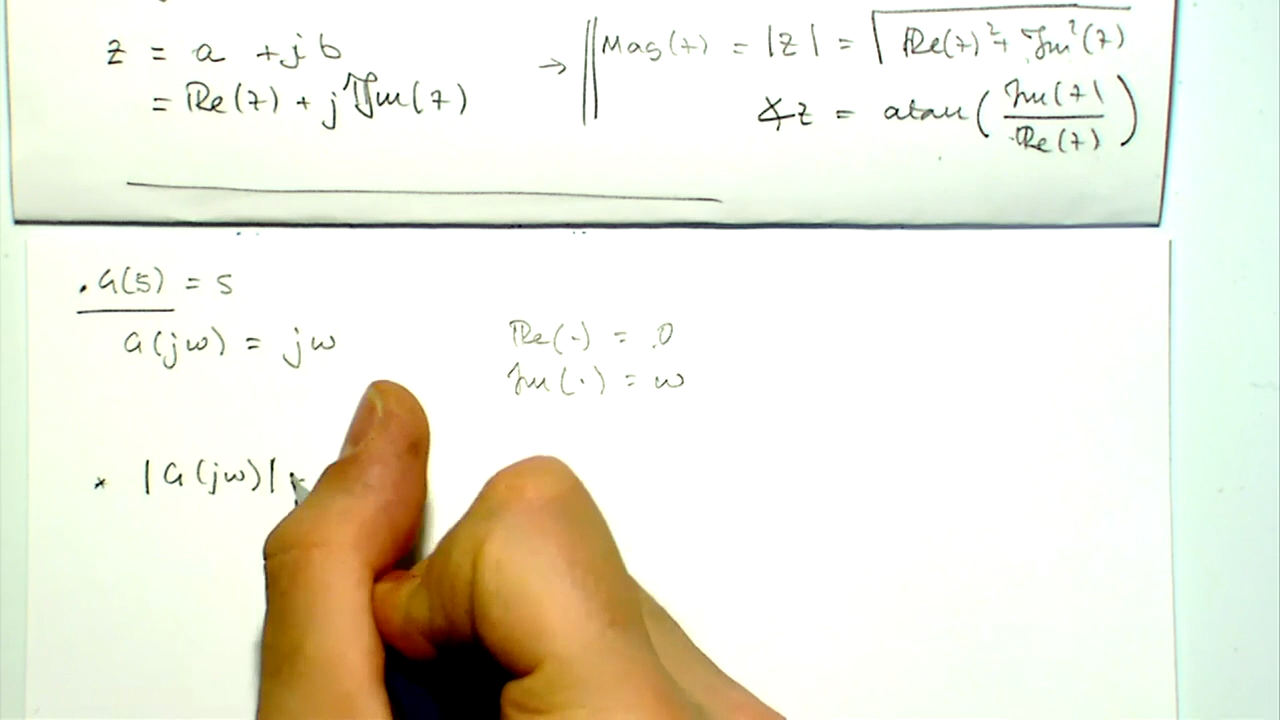 z = a + j b
= Re(z) + j Im(z)
→ || Mag(z) = |z| = √(Re(z)² + Im²(z))
∡z = atan(Im(z) / Re(z))
. G(s) = s
G(jω) = jω
Re(·) = 0
Im(·) = ω
* |G(jω)|